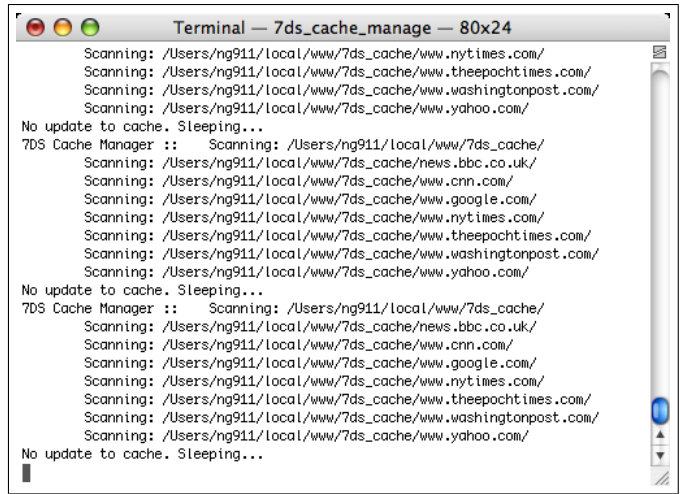 Terminal — 7ds_cache_manage — 80x24
Scanning: /Users/ng911/local/www/7ds_cache/www.nytimes.com/
Scanning: /Users/ng911/local/www/7ds_cache/www.theepochtimes.com/
Scanning: /Users/ng911/local/www/7ds_cache/www.washingtonpost.com/
Scanning: /Users/ng911/local/www/7ds_cache/www.yahoo.com/
No update to cache. Sleeping...
7DS Cache Manager ::    Scanning: /Users/ng911/local/www/7ds_cache/
Scanning: /Users/ng911/local/www/7ds_cache/news.bbc.co.uk/
Scanning: /Users/ng911/local/www/7ds_cache/www.cnn.com/
Scanning: /Users/ng911/local/www/7ds_cache/www.google.com/
Scanning: /Users/ng911/local/www/7ds_cache/www.nytimes.com/
Scanning: /Users/ng911/local/www/7ds_cache/www.theepochtimes.com/
Scanning: /Users/ng911/local/www/7ds_cache/www.washingtonpost.com/
Scanning: /Users/ng911/local/www/7ds_cache/www.yahoo.com/
No update to cache. Sleeping...
7DS Cache Manager ::    Scanning: /Users/ng911/local/www/7ds_cache/
Scanning: /Users/ng911/local/www/7ds_cache/news.bbc.co.uk/
Scanning: /Users/ng911/local/www/7ds_cache/www.cnn.com/
Scanning: /Users/ng911/local/www/7ds_cache/www.google.com/
Scanning: /Users/ng911/local/www/7ds_cache/www.nytimes.com/
Scanning: /Users/ng911/local/www/7ds_cache/www.theepochtimes.com/
Scanning: /Users/ng911/local/www/7ds_cache/www.washingtonpost.com/
Scanning: /Users/ng911/local/www/7ds_cache/www.yahoo.com/
No update to cache. Sleeping...